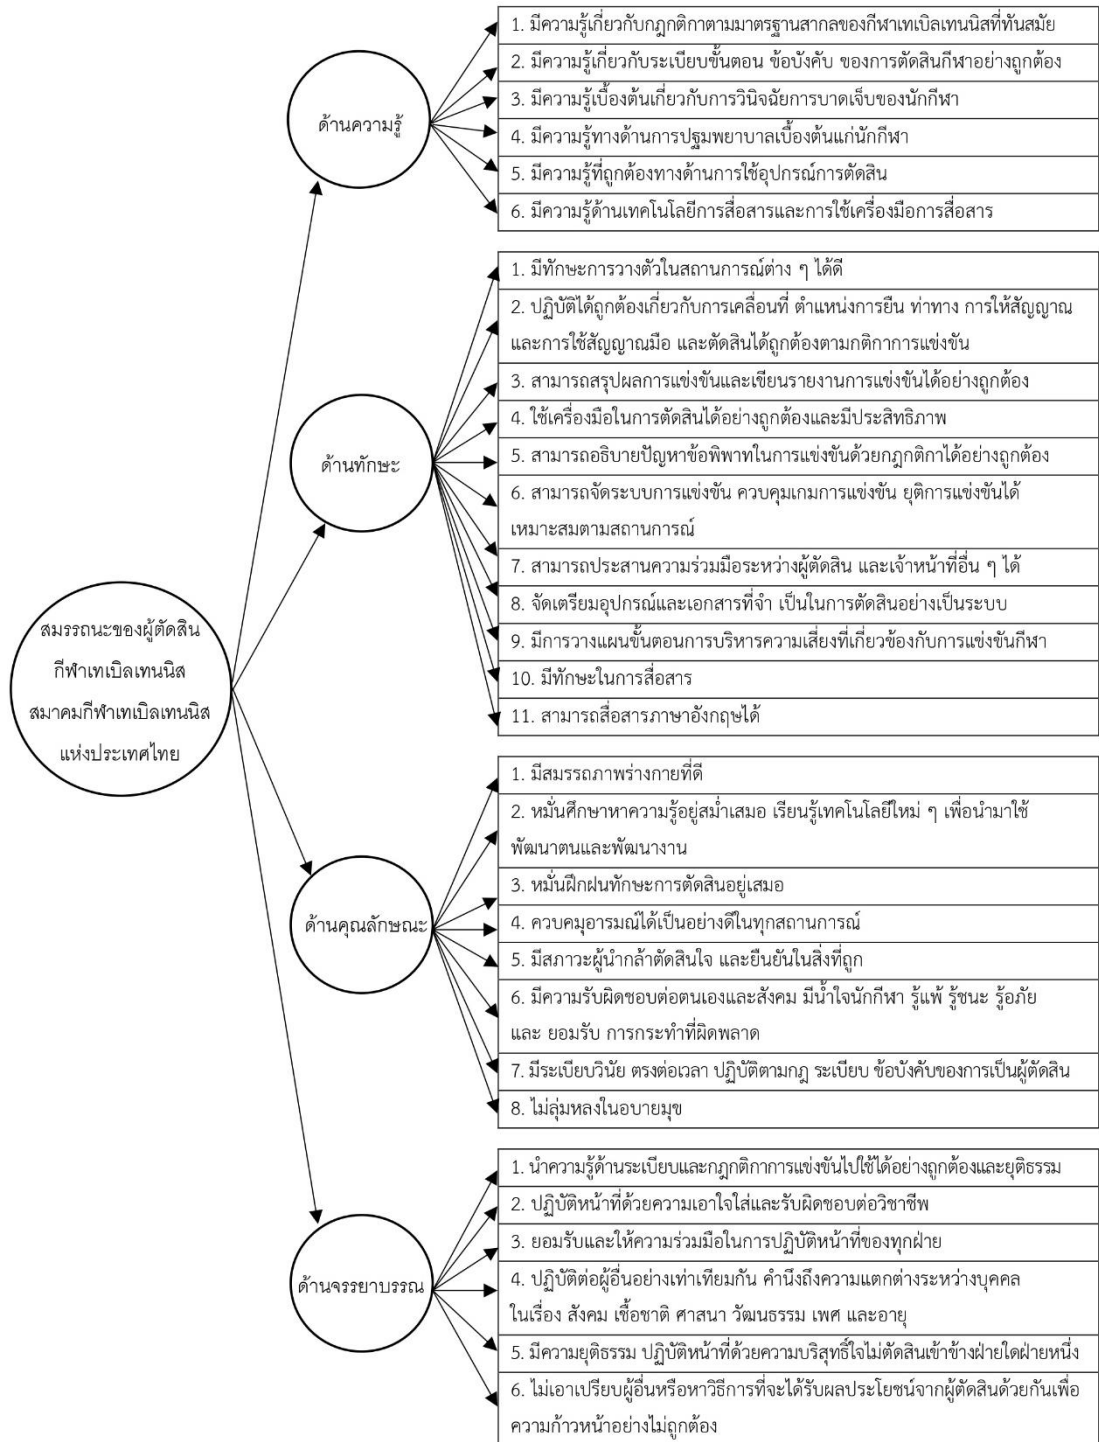 สมรรถนะของผู้ตัดสิน
กีฬาเทเบิลเทนนิส
สมาคมกีฬาเทเบิลเทนนิส
แห่งประเทศไทย
ด้านความรู้
1. มีความรู้เกี่ยวกับกฎกติกาตามมาตรฐานสากลของกีฬาเทเบิลเทนนิสที่ทันสมัย
2. มีความรู้เกี่ยวกับระเบียบขั้นตอน ข้อบังคับ ของการตัดสินกีฬาอย่างถูกต้อง
3. มีความรู้เบื้องต้นเกี่ยวกับการวินิจฉัยการบาดเจ็บของนักกีฬา
4. มีความรู้ทางด้านการปฐมพยาบาลเบื้องต้นแก่นักกีฬา
5. มีความรู้ที่ถูกต้องทางด้านการใช้อุปกรณ์การตัดสิน
6. มีความรู้ด้านเทคโนโลยีการสื่อสารและการใช้เครื่องมือการสื่อสาร
ด้านทักษะ
1. มีทักษะการวางตัวในสถานการณ์ต่าง ๆ ได้ดี
2. ปฏิบัติได้ถูกต้องเกี่ยวกับการเคลื่อนที่ ตำแหน่งการยืน ท่าทาง การให้สัญญาณ
และการใช้สัญญาณมือ และตัดสินได้ถูกต้องตามกติกาการแข่งขัน
3. สามารถสรุปผลการแข่งขันและเขียนรายงานการแข่งขันได้อย่างถูกต้อง
4. ใช้เครื่องมือในการตัดสินได้อย่างถูกต้องและมีประสิทธิภาพ
5. สามารถอธิบายปัญหาข้อพิพาทในการแข่งขันด้วยกฎกติกาได้อย่างถูกต้อง
6. สามารถจัดระบบการแข่งขัน ควบคุมเกมการแข่งขัน ยุติการแข่งขันได้
เหมาะสมตามสถานการณ์
7. สามารถประสานความร่วมมือระหว่างผู้ตัดสิน และเจ้าหน้าที่อื่น ๆ ได้
8. จัดเตรียมอุปกรณ์และเอกสารที่จำ เป็นในการตัดสินอย่างเป็นระบบ
9. มีการวางแผนขั้นตอนการบริหารความเสี่ยงที่เกี่ยวข้องกับการแข่งขันกีฬา
10. มีทักษะในการสื่อสาร
11. สามารถสื่อสารภาษาอังกฤษได้
ด้านคุณลักษณะ
1. มีสมรรถภาพร่างกายที่ดี
2. หมั่นศึกษาหาความรู้อยู่สม่ำเสมอ เรียนรู้เทคโนโลยีใหม่ ๆ เพื่อนำมาใช้
พัฒนาตนและพัฒนางาน
3. หมั่นฝึกฝนทักษะการตัดสินอยู่เสมอ
4. ควบคมุอารมณ์ได้เป็นอย่างดีในทุกสถานการณ์
5. มีสภาวะผู้นำกล้าตัดสินใจ และยืนยันในสิ่งที่ถูก
6. มีความรับผิดชอบต่อตนเองและสังคม มีน้ำใจนักกีฬา รู้แพ้ รู้ชนะ รู้อภัย
และ ยอมรับ การกระทำที่ผิดพลาด
7. มีระเบียบวินัย ตรงต่อเวลา ปฏิบัติตามกฎ ระเบียบ ข้อบังคับของการเป็นผู้ตัดสิน
8. ไม่ลุ่มหลงในอบายมุข
ด้านจรรยาบรรณ
1. นำความรู้ด้านระเบียบและกฎกติกาการแข่งขันไปใช้ได้อย่างถูกต้องและยุติธรรม
2. ปฏิบัติหน้าที่ด้วยความเอาใจใส่และรับผิดชอบต่อวิชาชีพ
3. ยอมรับและให้ความร่วมมือในการปฏิบัติหน้าที่ของทุกฝ่าย
4. ปฏิบัติต่อผู้อื่นอย่างเท่าเทียมกัน คำนึงถึงความแตกต่างระหว่างบุคคล
ในเรื่อง สังคม เชื้อชาติ ศาสนา วัฒนธรรม เพศ และอายุ
5. มีความยุติธรรม ปฏิบัติหน้าที่ด้วยความบริสุทธิ์ใจไม่ตัดสินเข้าข้างฝ่ายใดฝ่ายหนึ่ง
6. ไม่เอาเปรียบผู้อื่นหรือหาวิธีการที่จะได้รับผลประโยชน์จากผู้ตัดสินด้วยกันเพื่อ
ความก้าวหน้าอย่างไม่ถูกต้อง